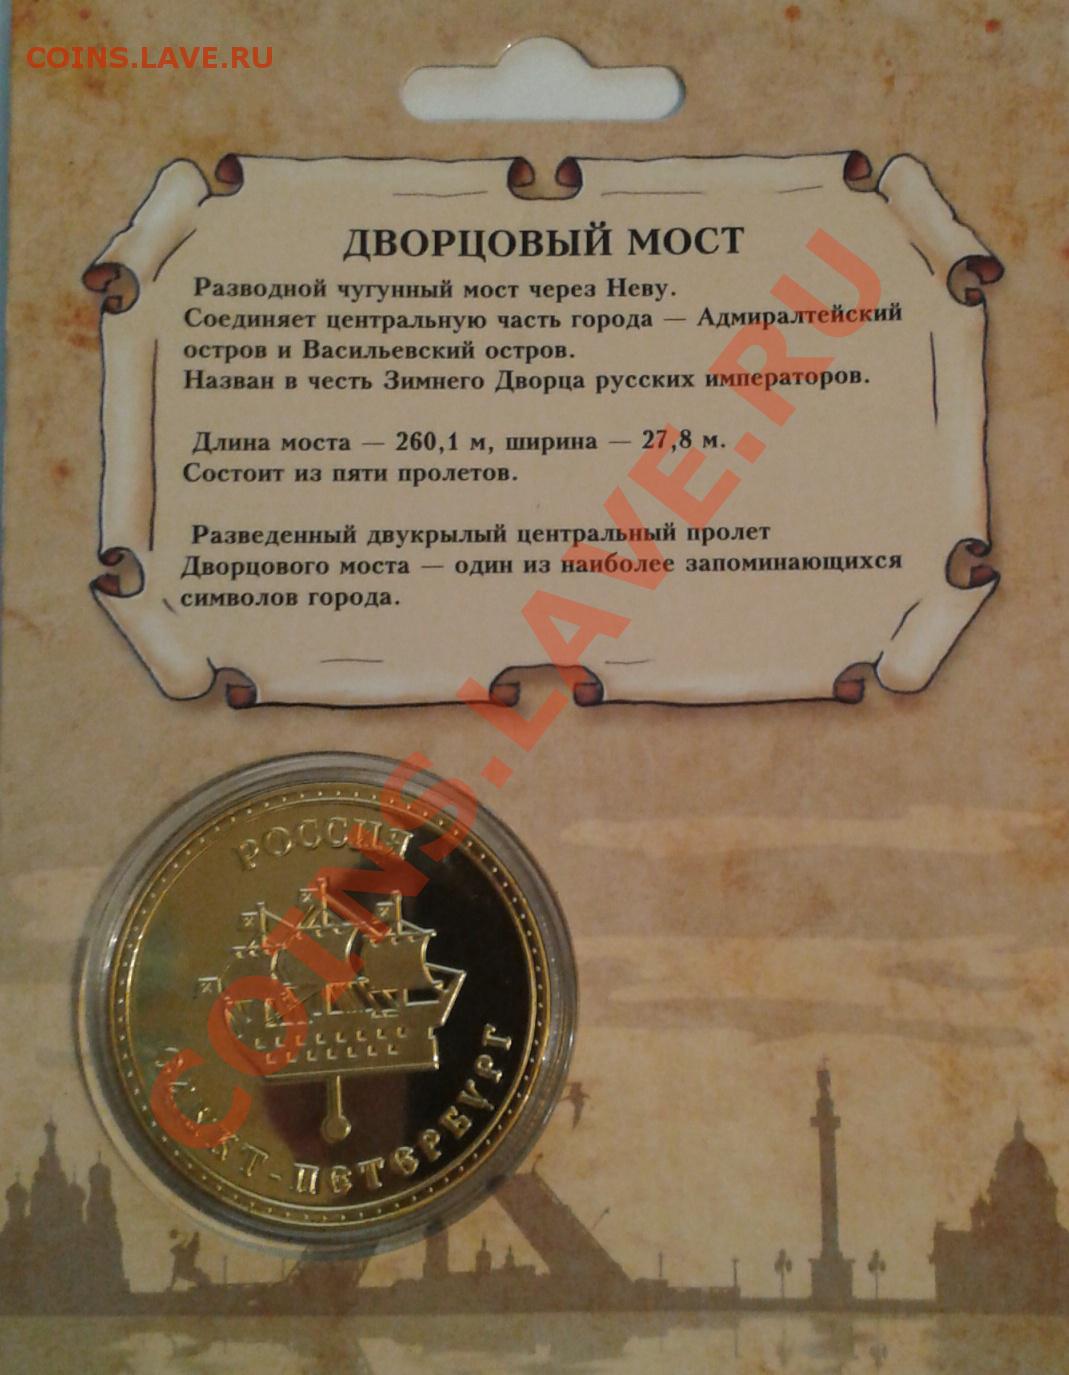 COINS.LAVE.RU
ДВОРЦОВЫЙ МОСТ
Разводной чугунный мост через Неву.
Соединяет центральную часть города — Адмиралтейский
остров и Васильевский остров.
Назван в честь Зимнего Дворца русских императоров.
Длина моста — 260,1 м, ширина — 27,8 м.
Состоит из пяти пролетов.
Разведенный двукрылый центральный пролет
Дворцового моста — один из наиболее запоминающихся
символов города.
COINS.LAVE.RU
РОССИЯ
САНКТ-ПЕТЕРБУРГ